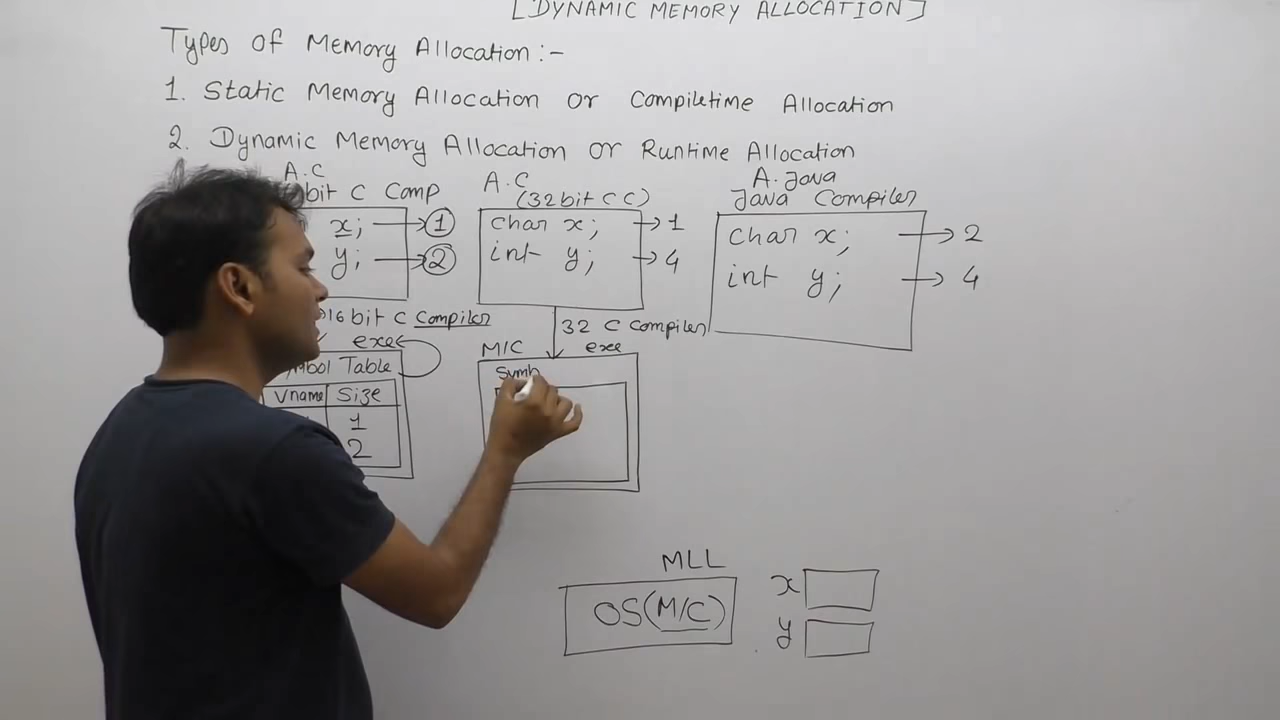 [DYNAMIC MEMORY ALLOCATION]
Types Of Memory Allocation :-
1. Static Memory Allocation or Compiletime Allocation
2. Dynamic Memory Allocation or Runtime Allocation
A.C
bit C Comp
x; → 1
y; → 2
16 bit C Compiler
exe
Symbol Table
Vname Size
1
2
A.C
(32 bit C C)
char x; → 1
int y; → 4
32 C Compiler
M/C exe
Symb
A. Java
Java Compiler
char x; → 2
int y; → 4
MLL
OS(M/C)
x
y